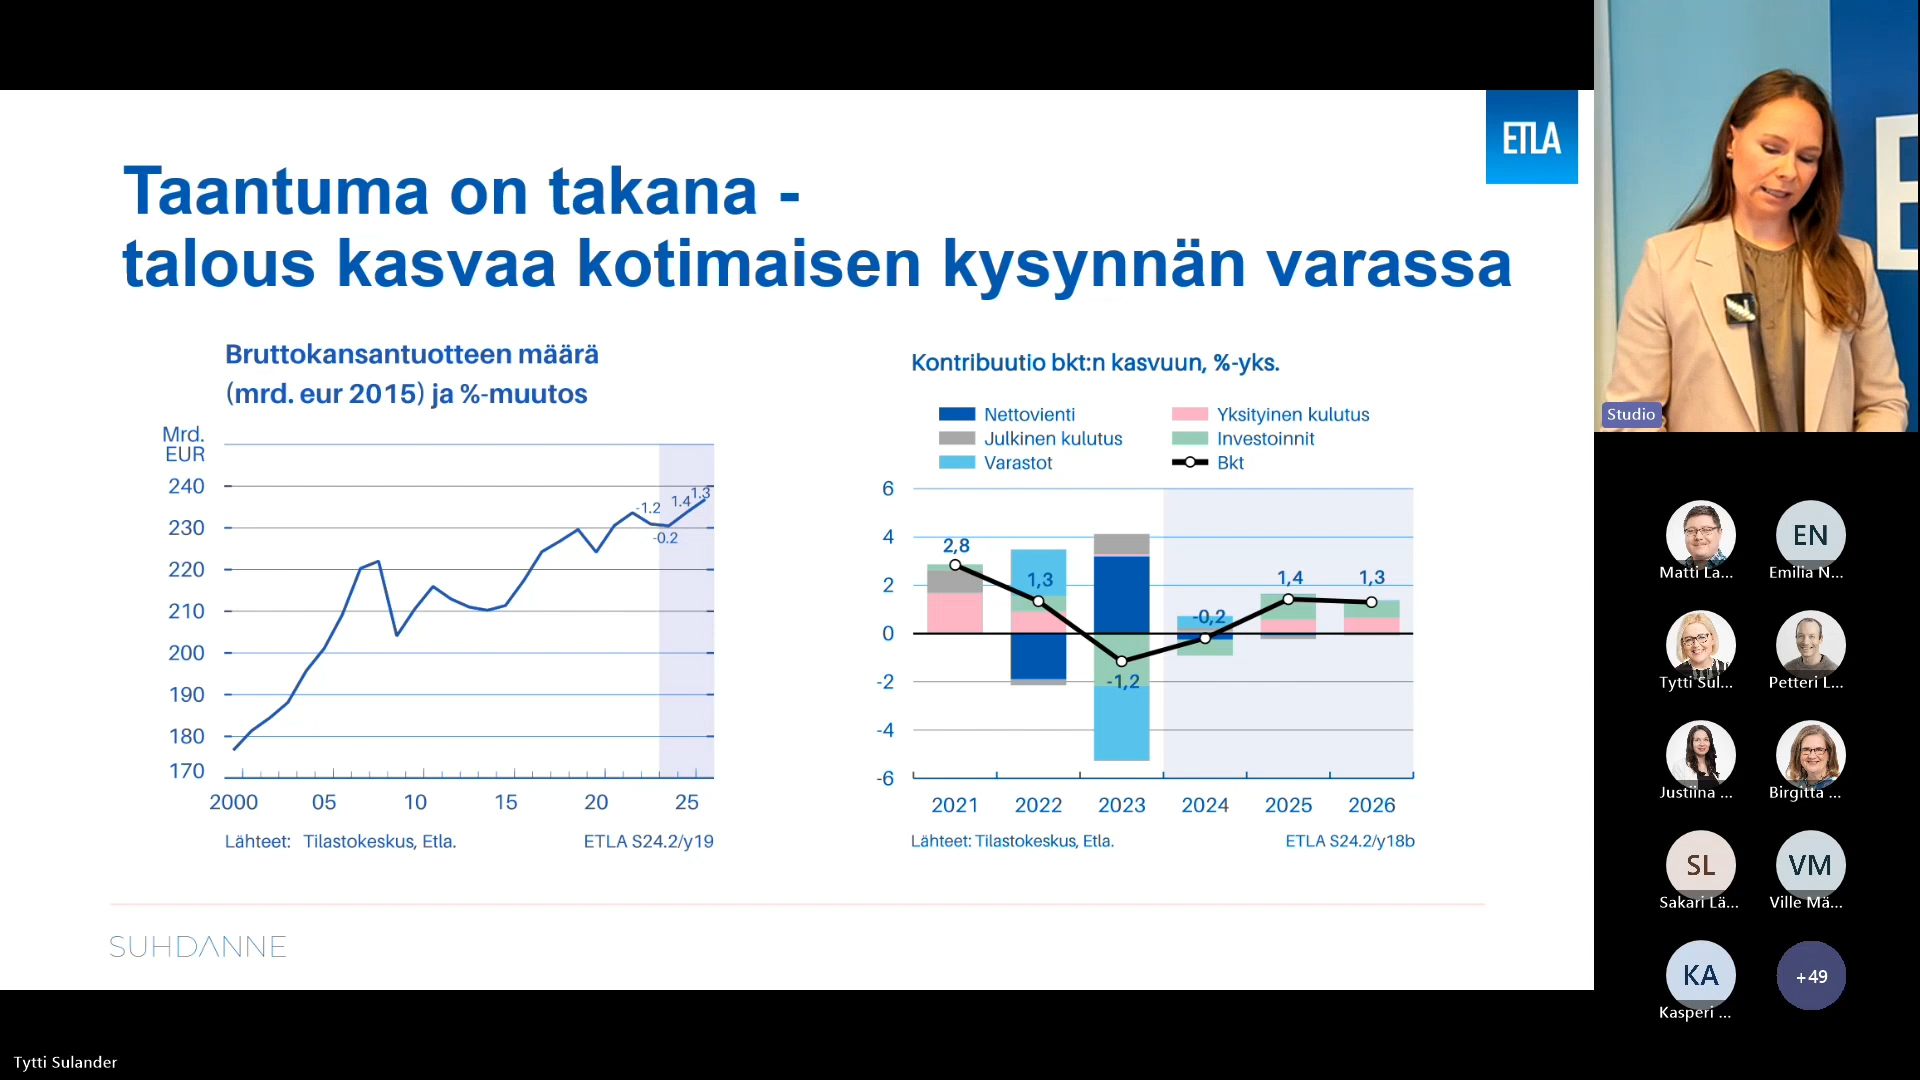 ETLA
Taantuma on takana -
talous kasvaa kotimaisen kysynnän varassa
Bruttokansantuotteen määrä
(mrd. eur 2015) ja %-muutos
Mrd.
EUR
240
230
220
210
200
190
180
170
-1.2
-0.2
1.4
1.3
2000 05 10 15 20 25
Lähteet: Tilastokeskus, Etla. ETLA S24.2/y19
Kontribuutio bkt:n kasvuun, %-yks.
Nettovienti Yksityinen kulutus
Julkinen kulutus Investoinnit
Varastot Bkt
6
4
2
0
-2
-4
-6
2,8
1,3
-1,2
-0,2
1,4
1,3
2021 2022 2023 2024 2025 2026
Lähteet: Tilastokeskus, Etla. ETLA S24.2/y18b
SUHDANNE
Tytti Sulander
E
Studio
Matti La...
EN
Emilia N...
Tytti Sul...
Petteri L...
Justiina ...
Birgitta ...
SL
Sakari Lä...
VM
Ville Mä...
KA
Kasperi ...
+49